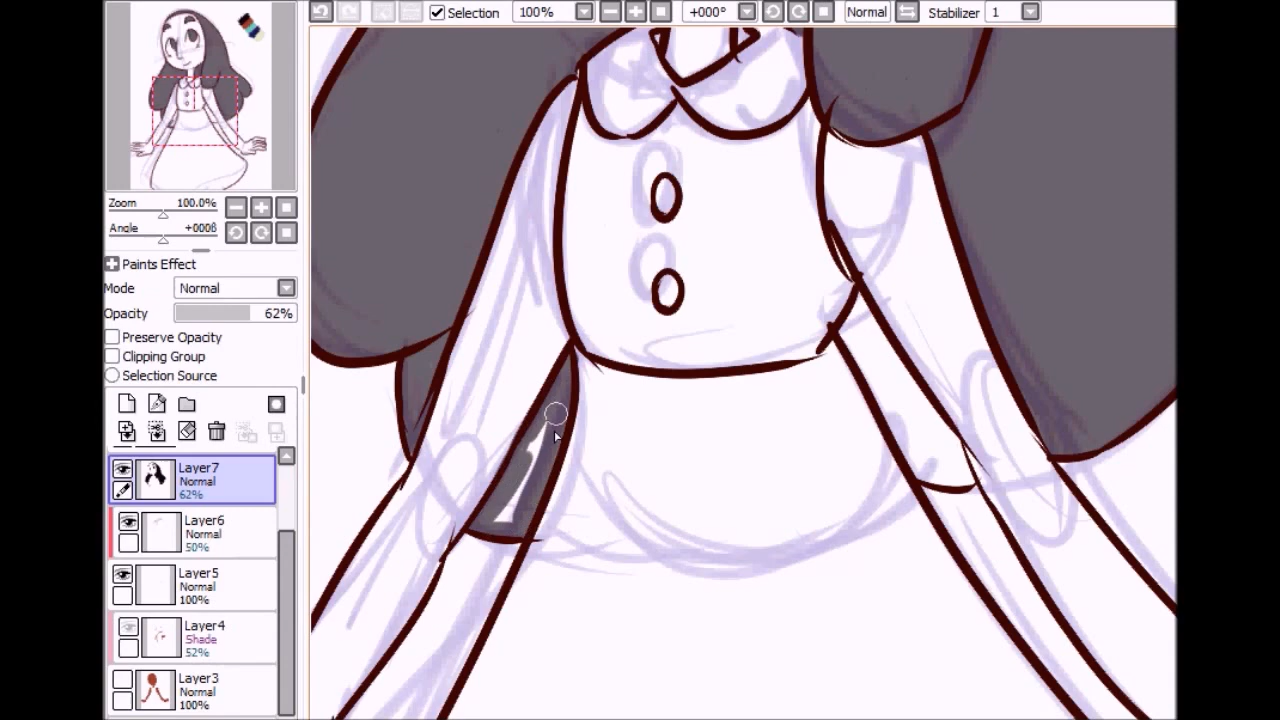 Selection 100% +000° Normal Stabilizer 1
Zoom 100.0%
Angle +0008
Paints Effect
Mode Normal
Opacity 62%
Preserve Opacity
Clipping Group
Selection Source
Layer7
Normal
62%
Layer6
Normal
50%
Layer5
Normal
100%
Layer4
Shade
52%
Layer3
Normal
100%